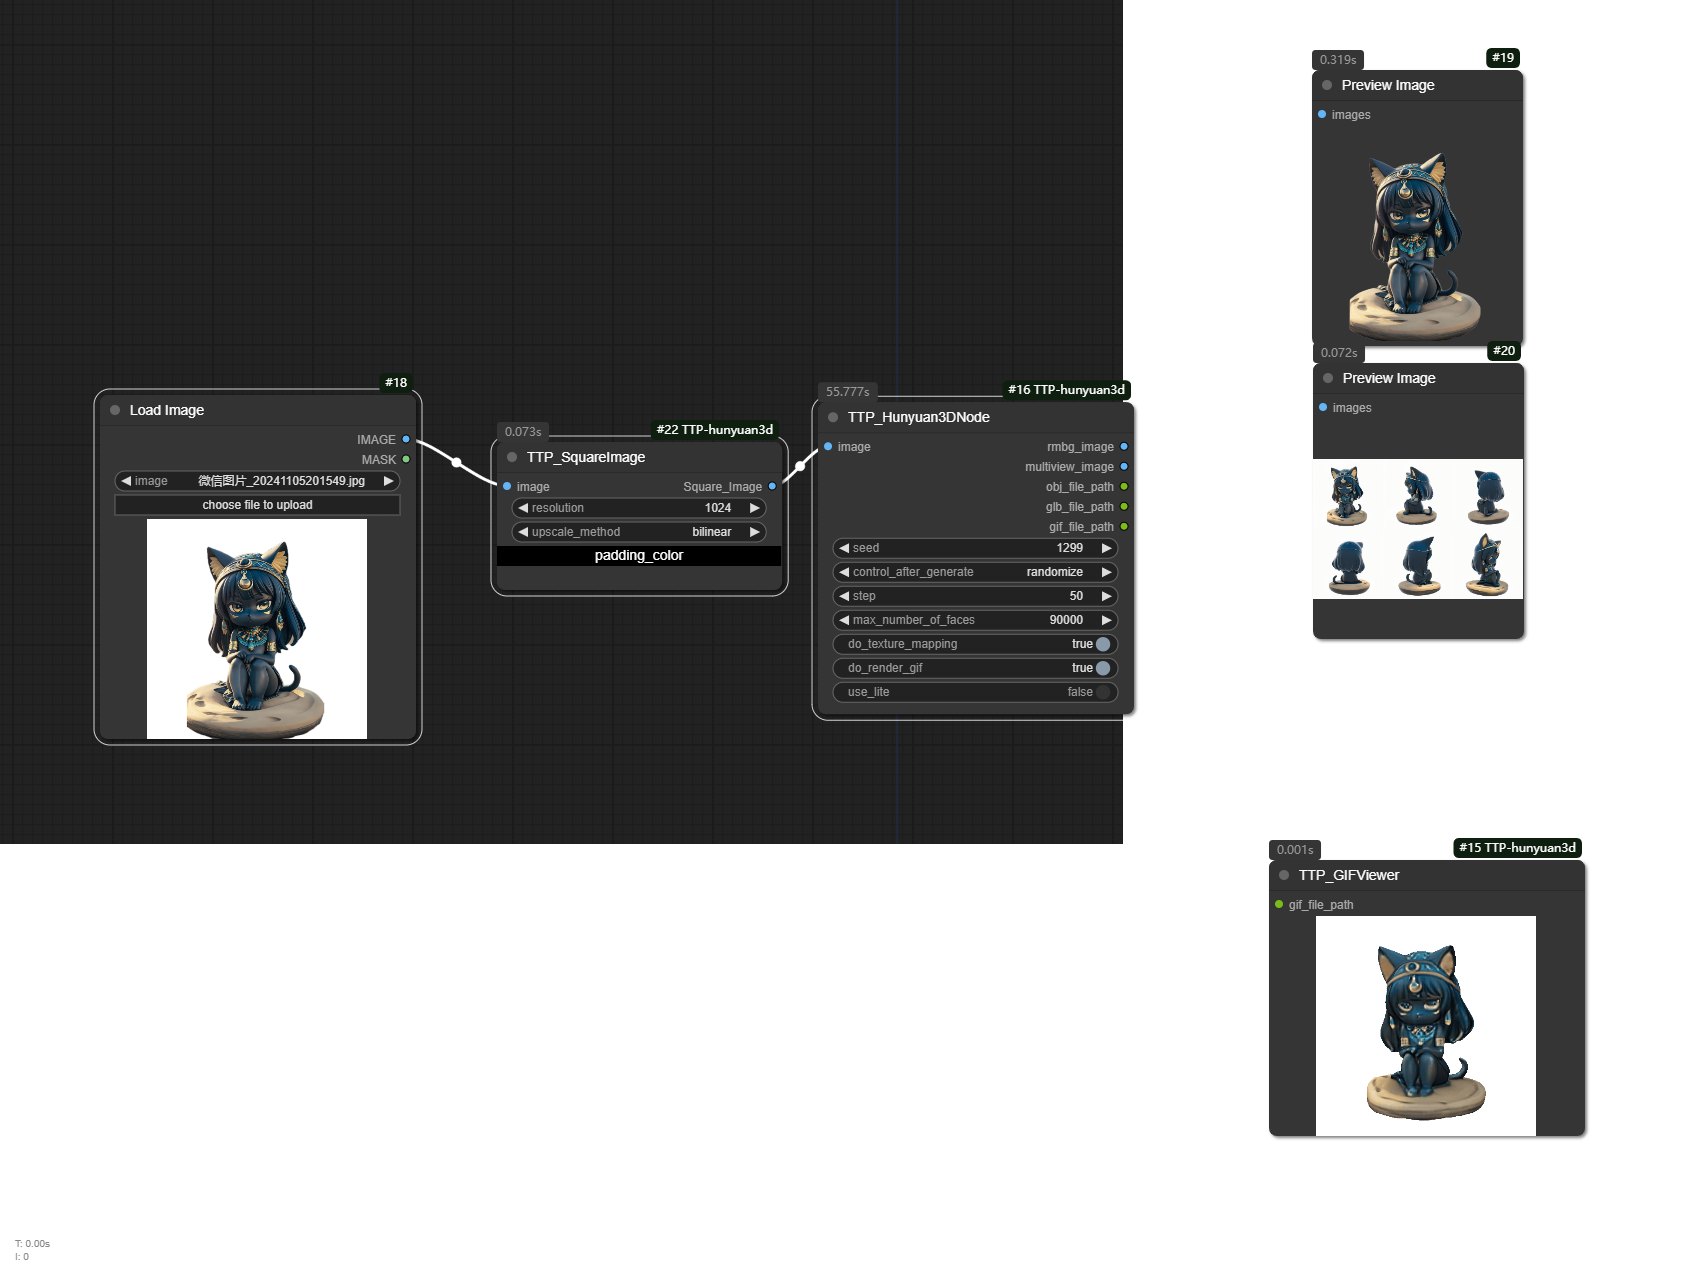 #18
Load Image
IMAGE
MASK
image 微信图片_20241105201549.jpg
choose file to upload
0.073s
#22 TTP-hunyuan3d
TTP_SquareImage
image Square_Image
resolution 1024
upscale_method bilinear
padding_color
55.777s
#16 TTP-hunyuan3d
TTP_Hunyuan3DNode
image rmbg_image
multiview_image
obj_file_path
glb_file_path
gif_file_path
seed 1299
control_after_generate randomize
step 50
max_number_of_faces 90000
do_texture_mapping true
do_render_gif true
use_lite false
0.319s
#19
Preview Image
images
0.072s
#20
Preview Image
images
0.001s
#15 TTP-hunyuan3d
TTP_GIFViewer
gif_file_path
T: 0.00s
I: 0